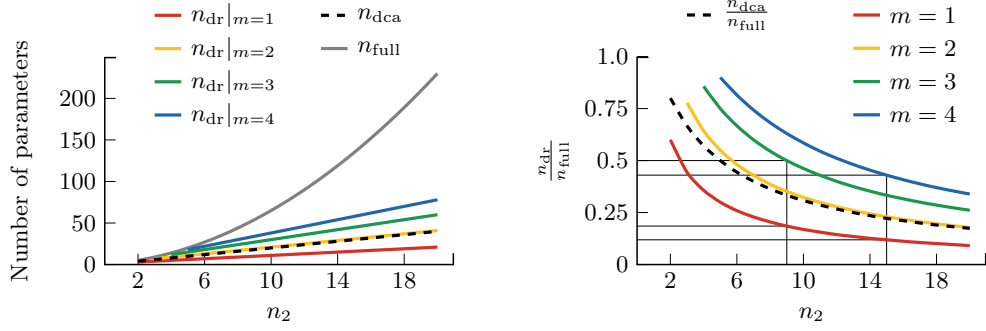 n_dr|_{m=1}
n_dr|_{m=2}
n_dr|_{m=3}
n_dr|_{m=4}
n_dca
n_full
Number of parameters
200
150
100
50
0
2 6 10 14 18
n_2
n_dca/n_full
m = 1
m = 2
m = 3
m = 4
n_dr/n_full
1.0
0.75
0.5
0.25
0
2 6 10 14 18
n_2